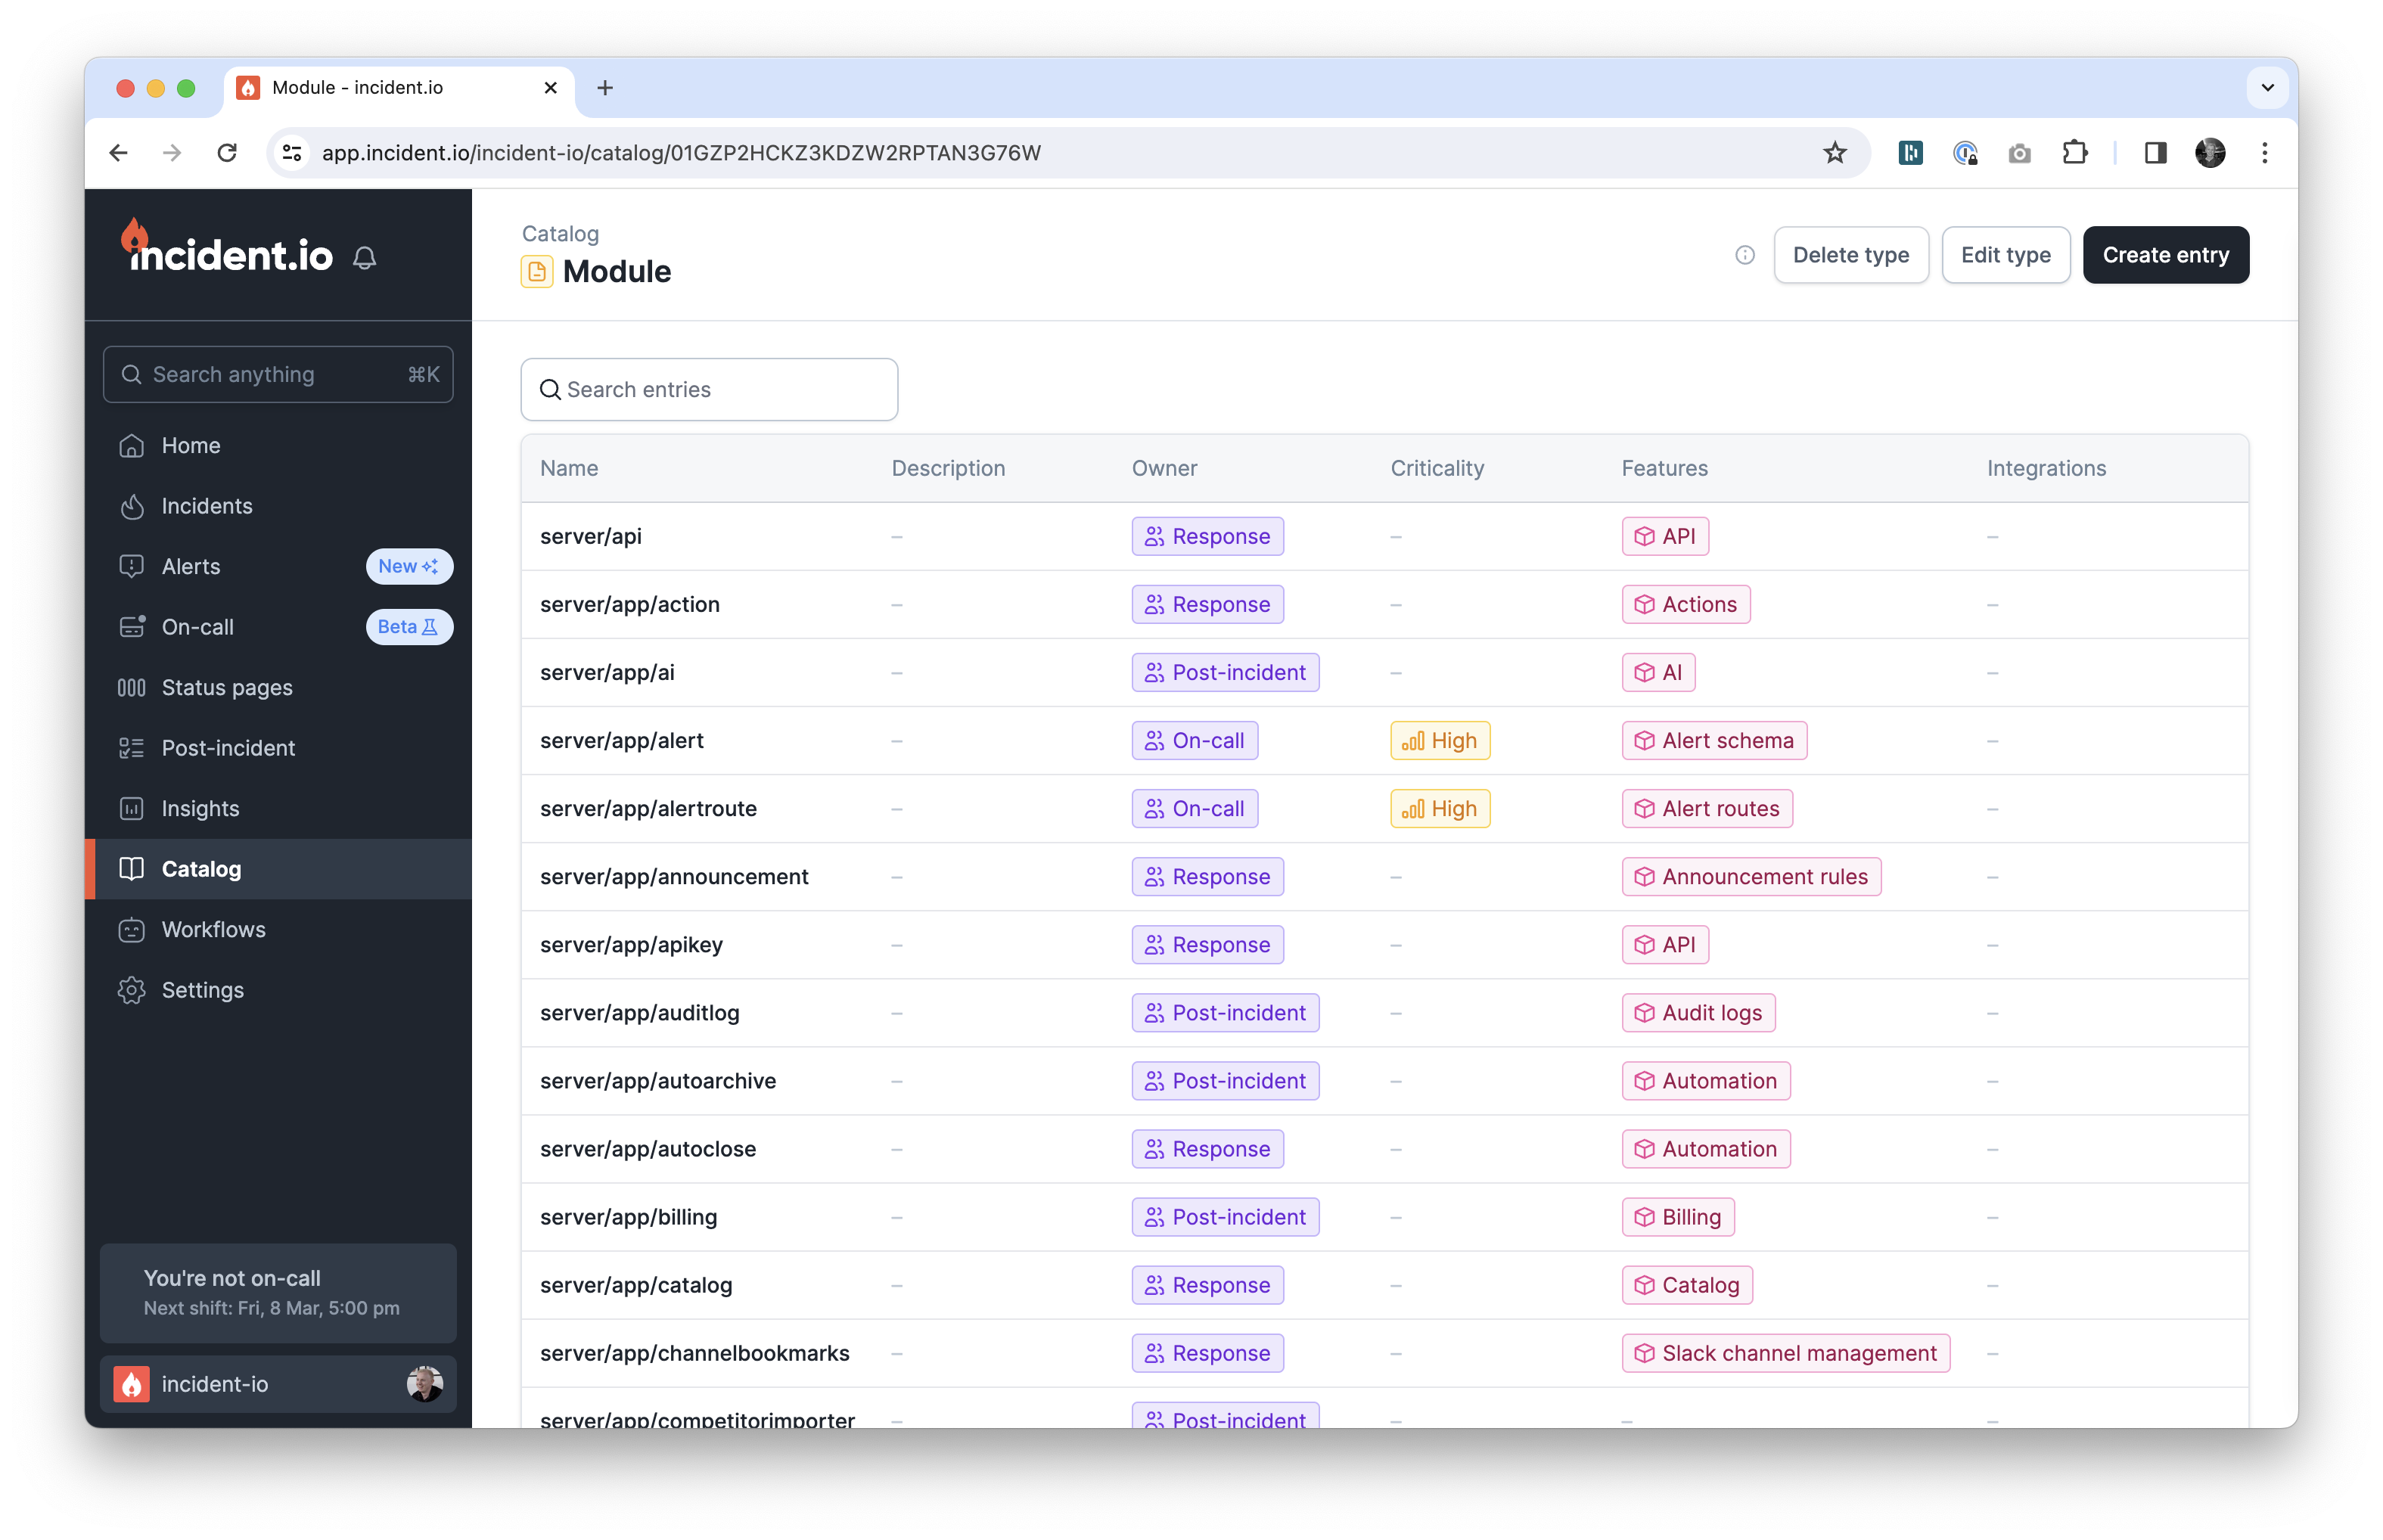 Module - incident.io
app.incident.io/incident-io/catalog/01GZP2HCKZ3KDZW2RPTAN3G76W
incident.io
Search anything ⌘K
Home
Incidents
Alerts New
On-call Beta
Status pages
Post-incident
Insights
Catalog
Workflows
Settings
You're not on-call
Next shift: Fri, 8 Mar, 5:00 pm
incident-io
Catalog
Module
Delete type Edit type Create entry
Search entries
Name Description Owner Criticality Features Integrations
server/api – Response – API –
server/app/action – Response – Actions –
server/app/ai – Post-incident – AI –
server/app/alert – On-call High Alert schema –
server/app/alertroute – On-call High Alert routes –
server/app/announcement – Response – Announcement rules –
server/app/apikey – Response – API –
server/app/auditlog – Post-incident – Audit logs –
server/app/autoarchive – Post-incident – Automation –
server/app/autoclose – Response – Automation –
server/app/billing – Post-incident – Billing –
server/app/catalog – Response – Catalog –
server/app/channelbookmarks – Response – Slack channel management –
server/app/competitorimporter – Post-incident – – –